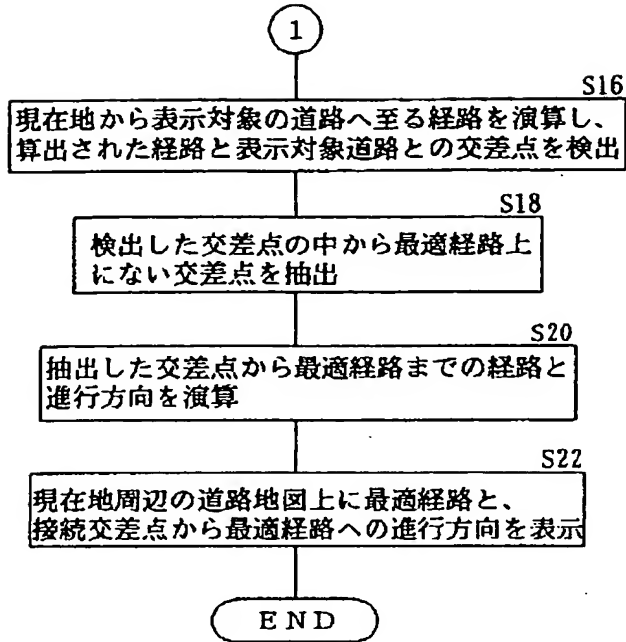 1
S16
現在地から表示対象の道路へ至る経路を演算し、
算出された経路と表示対象道路との交差点を検出
S18
検出した交差点の中から最適経路上
にない交差点を抽出
S20
抽出した交差点から最適経路までの経路と
進行方向を演算
S22
現在地周辺の道路地図上に最適経路と、
接続交差点から最適経路への進行方向を表示
END